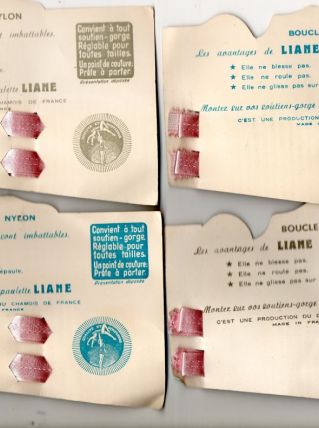 NYLON
sont imbattables.
Convient à tout
soutien-gorge.
Réglable pour
toutes tailles.
Un point de couture.
Prête à porter.
Présentation déposée
paulette LIANE
CHAMOIS DE FRANCE
BOUCL
Les avantages de LIANE
★ Elle ne blesse pas.
★ Elle ne roule pas.
★ Elle ne glisse pas sur
Montez sur vos soutiens-gorge
C'EST UNE PRODUCTION
MADE IN
NYLON
sont imbattables.
épaule.
Convient à tout
soutien-gorge.
Réglable pour
toutes tailles.
Un point de couture.
Prête à porter.
Présentation déposée
paulette LIANE
DU CHAMOIS DE FRANCE
BOUCLE
Les avantages de LIANE
★ Elle ne blesse pas.
★ Elle ne roule pas.
★ Elle ne glisse pas sur
Montez sur vos soutiens-gorge
C'EST UNE PRODUCTION DU
MADE IN FRAN